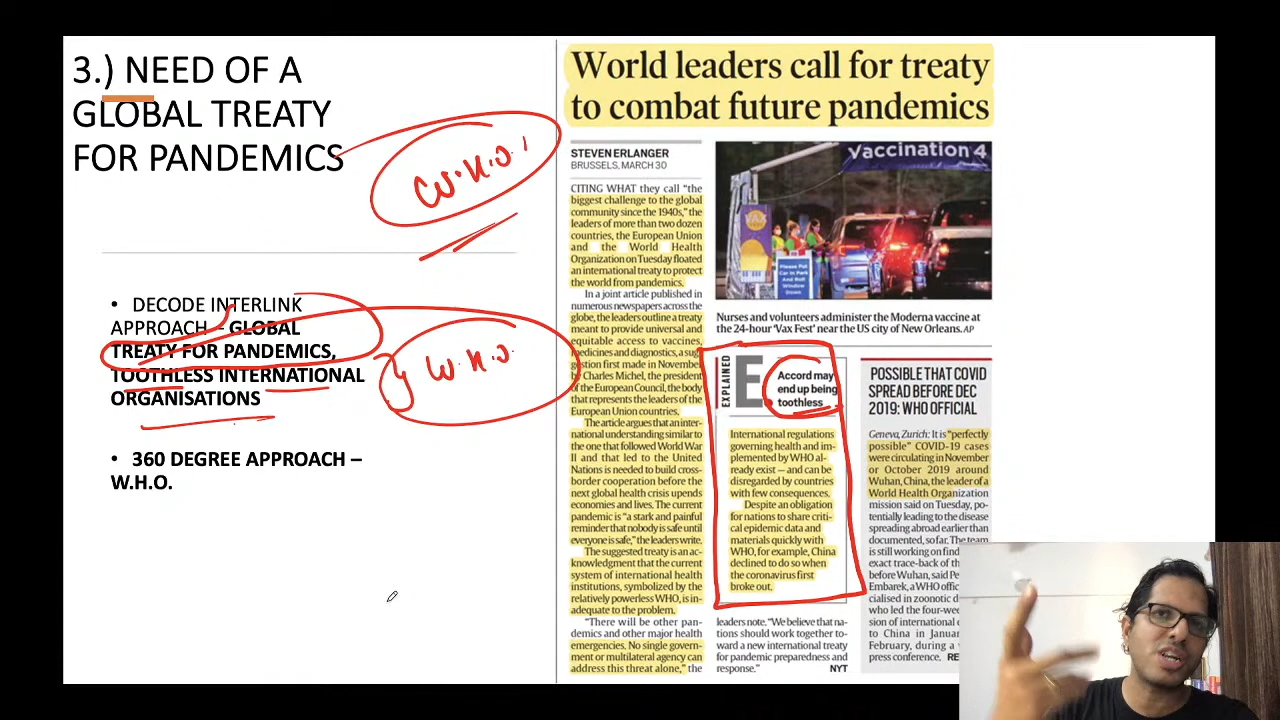 3.) NEED OF A
GLOBAL TREATY
FOR PANDEMICS
W.H.O.
• DECODE INTERLINK
APPROACH – GLOBAL
TREATY FOR PANDEMICS,
TOOTHLESS INTERNATIONAL
ORGANISATIONS
W.H.O.
• 360 DEGREE APPROACH –
W.H.O.
World leaders call for treaty
to combat future pandemics
STEVEN ERLANGER
BRUSSELS, MARCH 30
CITING WHAT they call "the
biggest challenge to the global
community since the 1940s," the
leaders of more than two dozen
countries, the European Union
and the World Health
Organization on Tuesday floated
an international treaty to protect
the world from pandemics.
In a joint article published in
numerous newspapers across the
globe, the leaders outline a treaty
meant to provide universal and
equitable access to vaccines,
medicines and diagnostics, a sug-
gestion first made in November
by Charles Michel, the president
of the European Council, the body
that represents the leaders of the
European Union countries.
The article argues that an inter-
national understanding similar to
the one that followed World War
II and that led to the United
Nations is needed to build cross-
border cooperation before the
next global health crisis upends
economies and lives. The current
pandemic is "a stark and painful
reminder that nobody is safe until
everyone is safe," the leaders write.
The suggested treaty is an ac-
knowledgment that the current
system of international health
institutions, symbolized by the
relatively powerless WHO, is in-
adequate to the problem.
"There will be other pan-
demics and other major health
emergencies. No single govern-
ment or multilateral agency can
address this threat alone," the
Vaccination 4
VAX
Please Put
Car in Park
And Roll
Window
Down
Nurses and volunteers administer the Moderna vaccine at
the 24-hour 'Vax Fest' near the US city of New Orleans. AP
EXPLAINED
E
Accord may
end up being
toothless
International regulations
governing health and im-
plemented by WHO al-
ready exist — and can be
disregarded by countries
with few consequences.
Despite an obligation
for nations to share criti-
cal epidemic data and
materials quickly with
WHO, for example, China
declined to do so when
the coronavirus first
broke out.
leaders note. "We believe that na-
tions should work together to-
ward a new international treaty
for pandemic preparedness and
response." NYT
POSSIBLE THAT COVID
SPREAD BEFORE DEC
2019: WHO OFFICIAL
Geneva, Zurich: It is "perfectly
possible" COVID-19 cases
were circulating in November
or October 2019 around
Wuhan, China, the leader of a
World Health Organization
mission said on Tuesday, po-
tentially leading to the disease
spreading abroad earlier than
documented, so far. The team
is still working on
exact trace-back of the
before Wuhan, said Pe
Embarek, a WHO offi
cialised in zoonotic d
who led the four-wee
sion of international e
to China in Januar
February, during a
press conference. RE